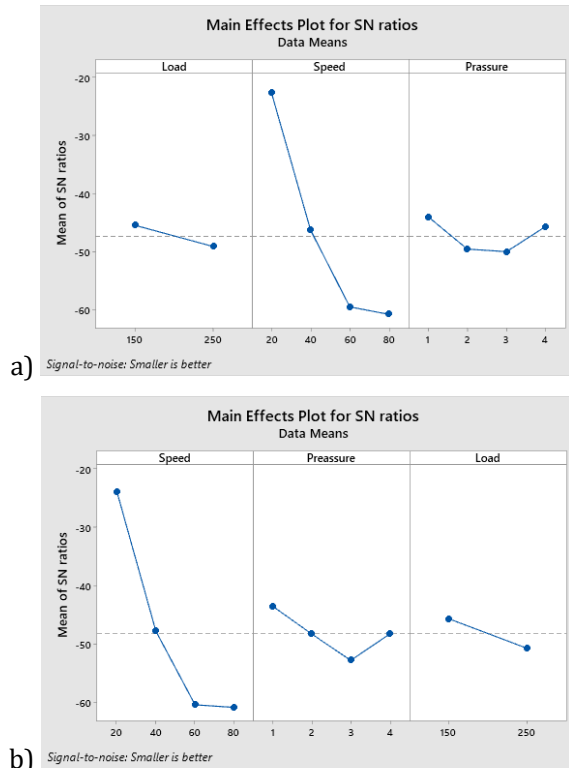 Main Effects Plot for SN ratios
Data Means
Load Speed Prassure
Mean of SN ratios
-20
-30
-40
-50
-60
150 250 20 40 60 80 1 2 3 4
Signal-to-noise: Smaller is better
a)
Main Effects Plot for SN ratios
Data Means
Speed Preassure Load
Mean of SN ratios
-20
-30
-40
-50
-60
20 40 60 80 1 2 3 4 150 250
Signal-to-noise: Smaller is better
b)